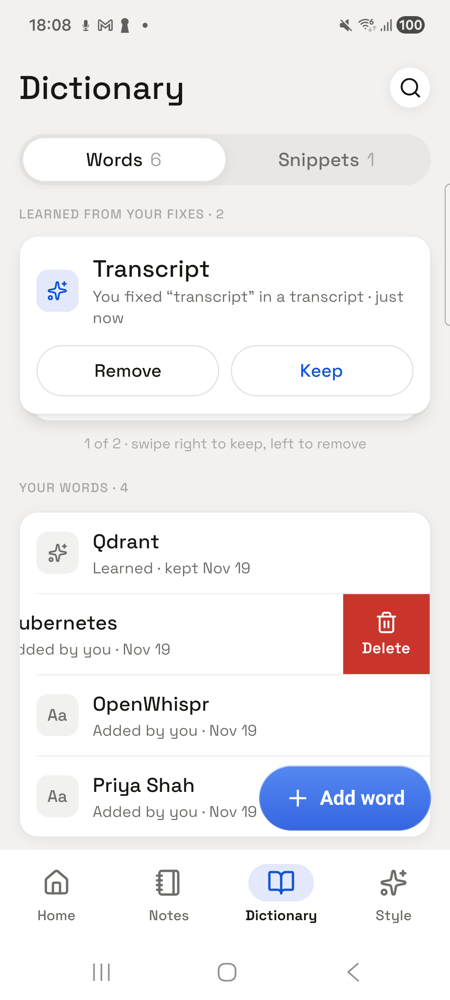 18:08
100
Dictionary
Words 6
Snippets 1
LEARNED FROM YOUR FIXES · 2
Transcript
You fixed “transcript” in a transcript · just
now
Remove
Keep
1 of 2 · swipe right to keep, left to remove
YOUR WORDS · 4
Qdrant
Learned · kept Nov 19
ubernetes
dded by you · Nov 19
Delete
Aa
OpenWhispr
Added by you · Nov 19
Aa
Priya Shah
Added by you · Nov 19
+ Add word
Home
Notes
Dictionary
Style